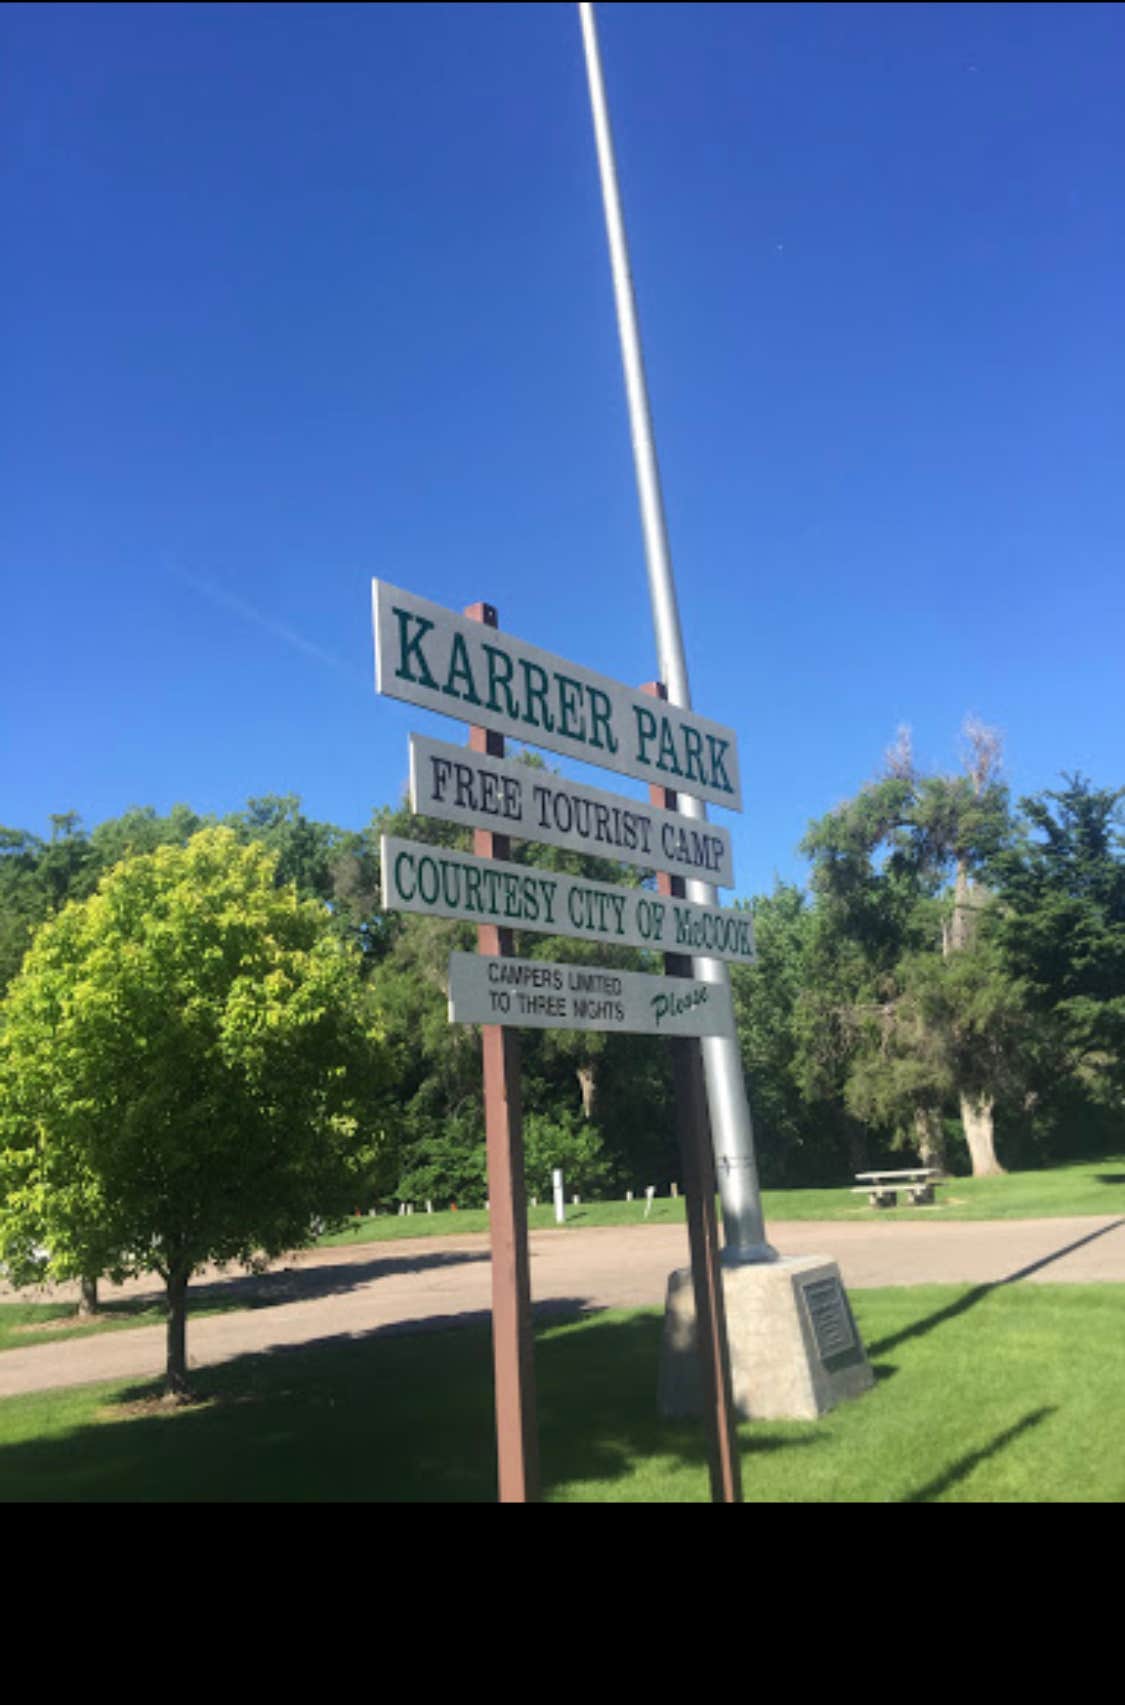 KARRER PARK
FREE TOURIST CAMP
COURTESY CITY OF McCOOK
CAMPERS LIMITED
TO THREE NIGHTS Please